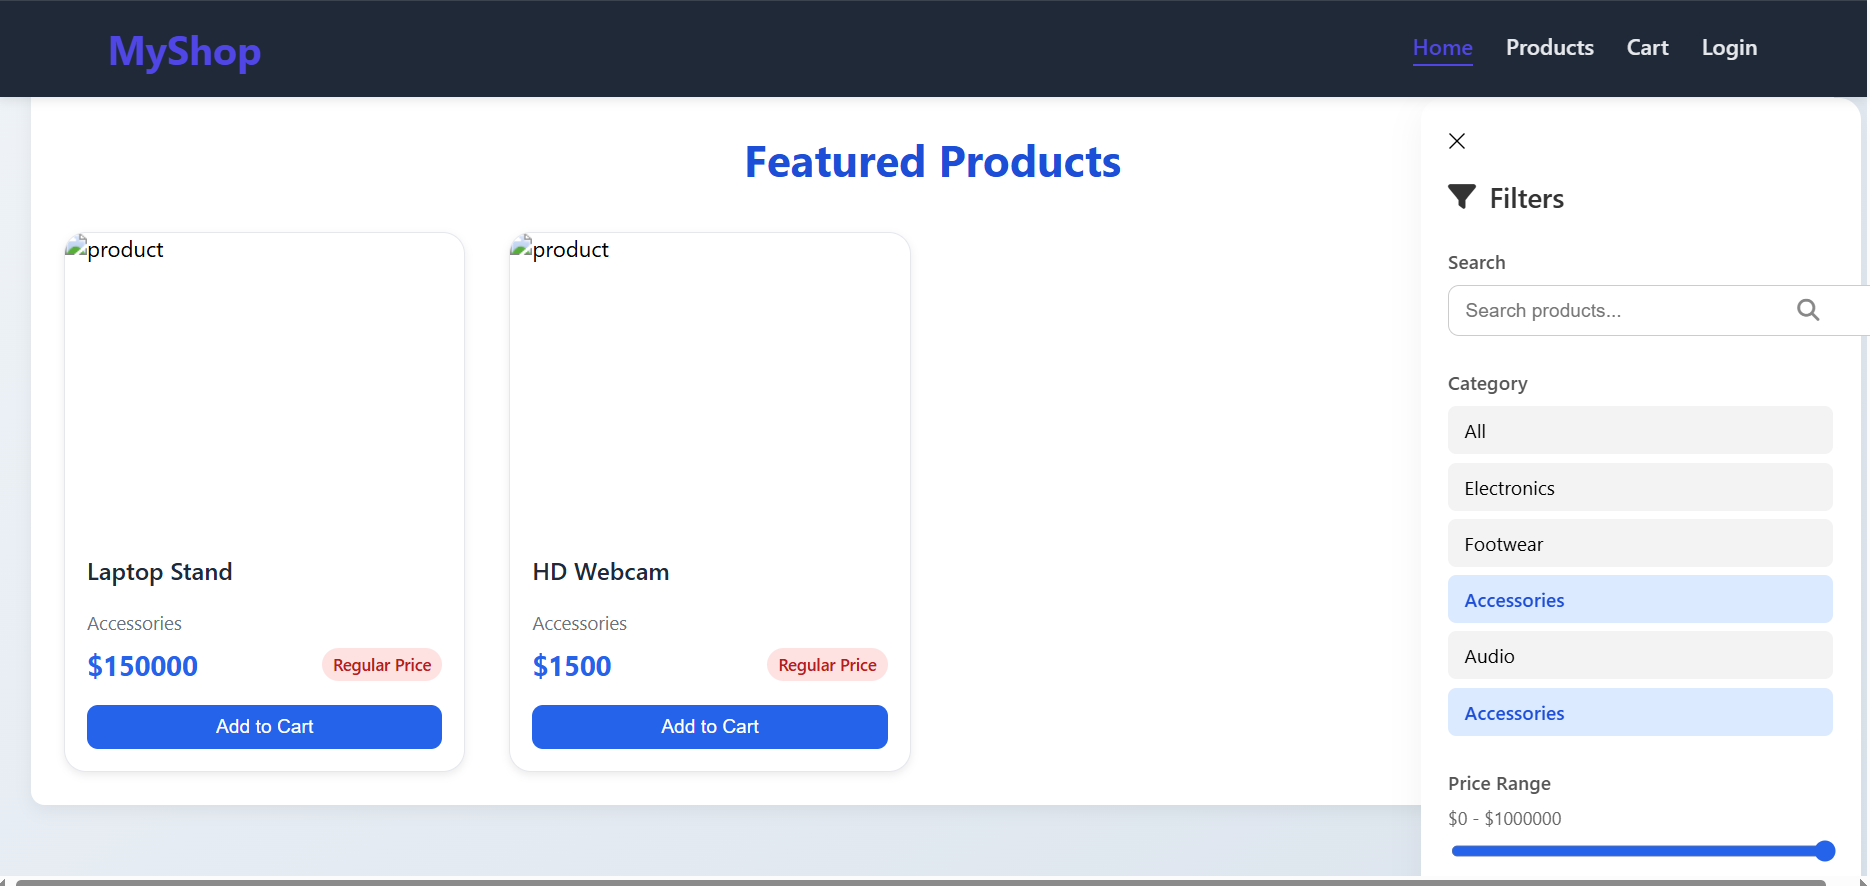 MyShop
Home Products Cart Login
Featured Products
product
Laptop Stand
Accessories
$150000 Regular Price
Add to Cart
product
HD Webcam
Accessories
$1500 Regular Price
Add to Cart
Filters
Search
Search products...
Category
All
Electronics
Footwear
Accessories
Audio
Accessories
Price Range
$0 - $1000000